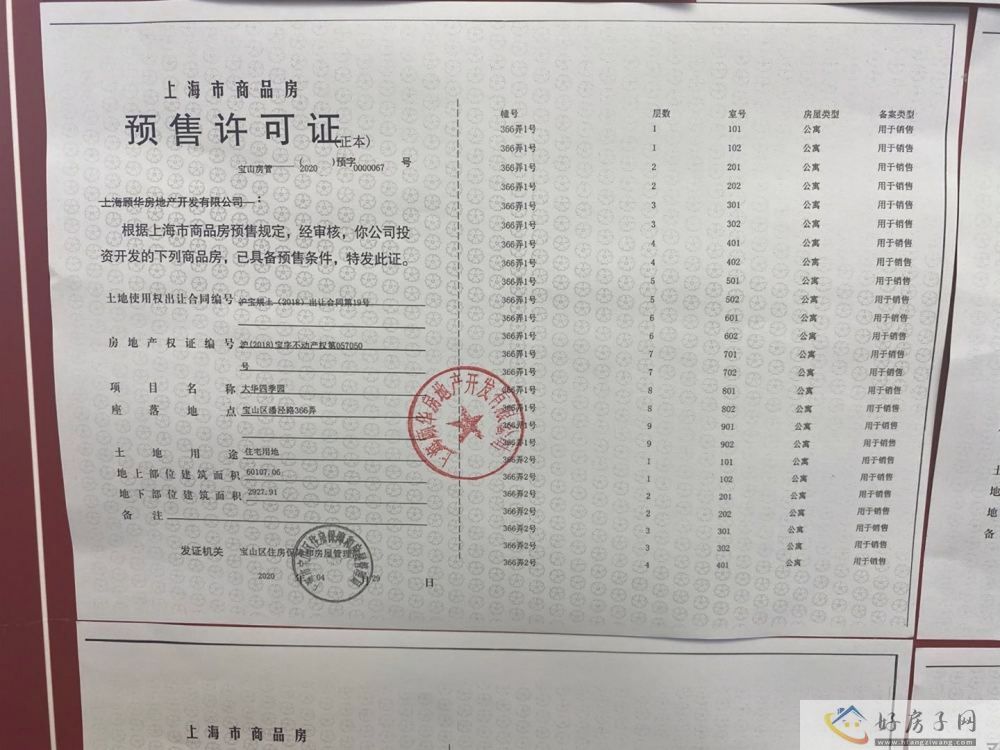 上海市商品房
预售许可证(正本)
宝山房管(2020)预字0000067号
上海顾华房地产开发有限公司：
根据上海市商品房预售规定，经审核，你公司投
资开发的下列商品房，已具备预售条件，特发此证。
土地使用权出让合同编号 沪宝规土（2018）出让合同第19号
房地产权证编号 沪(2018)宝字不动产权第057050
号
项目名称 大华四季园
座落地点 宝山区潘泾路366弄
土地用途 住宅用地
地上部位建筑面积 60107.06
地下部位建筑面积 2927.91
备注
发证机关 宝山区住房保障和房屋管理局
2020年04月29日
上海顾华房地产开发有限公司
幢号 层数 室号 房屋类型 备案类型
366弄1号 1 101 公寓 用于销售
366弄1号 1 102 公寓 用于销售
366弄1号 2 201 公寓 用于销售
366弄1号 2 202 公寓 用于销售
366弄1号 3 301 公寓 用于销售
366弄1号 3 302 公寓 用于销售
366弄1号 4 401 公寓 用于销售
366弄1号 4 402 公寓 用于销售
366弄1号 5 501 公寓 用于销售
366弄1号 5 502 公寓 用于销售
366弄1号 6 601 公寓 用于销售
366弄1号 6 602 公寓 用于销售
366弄1号 7 701 公寓 用于销售
366弄1号 7 702 公寓 用于销售
366弄1号 8 801 公寓 用于销售
366弄1号 8 802 公寓 用于销售
366弄1号 9 901 公寓 用于销售
366弄1号 9 902 公寓 用于销售
366弄2号 1 101 公寓 用于销售
366弄2号 1 102 公寓 用于销售
366弄2号 2 201 公寓 用于销售
366弄2号 2 202 公寓 用于销售
366弄2号 3 301 公寓 用于销售
366弄2号 3 302 公寓 用于销售
366弄2号 4 401 公寓 用于销售
上海市商品房
土
地
地
备
好房子网
www.hfangziwang.com